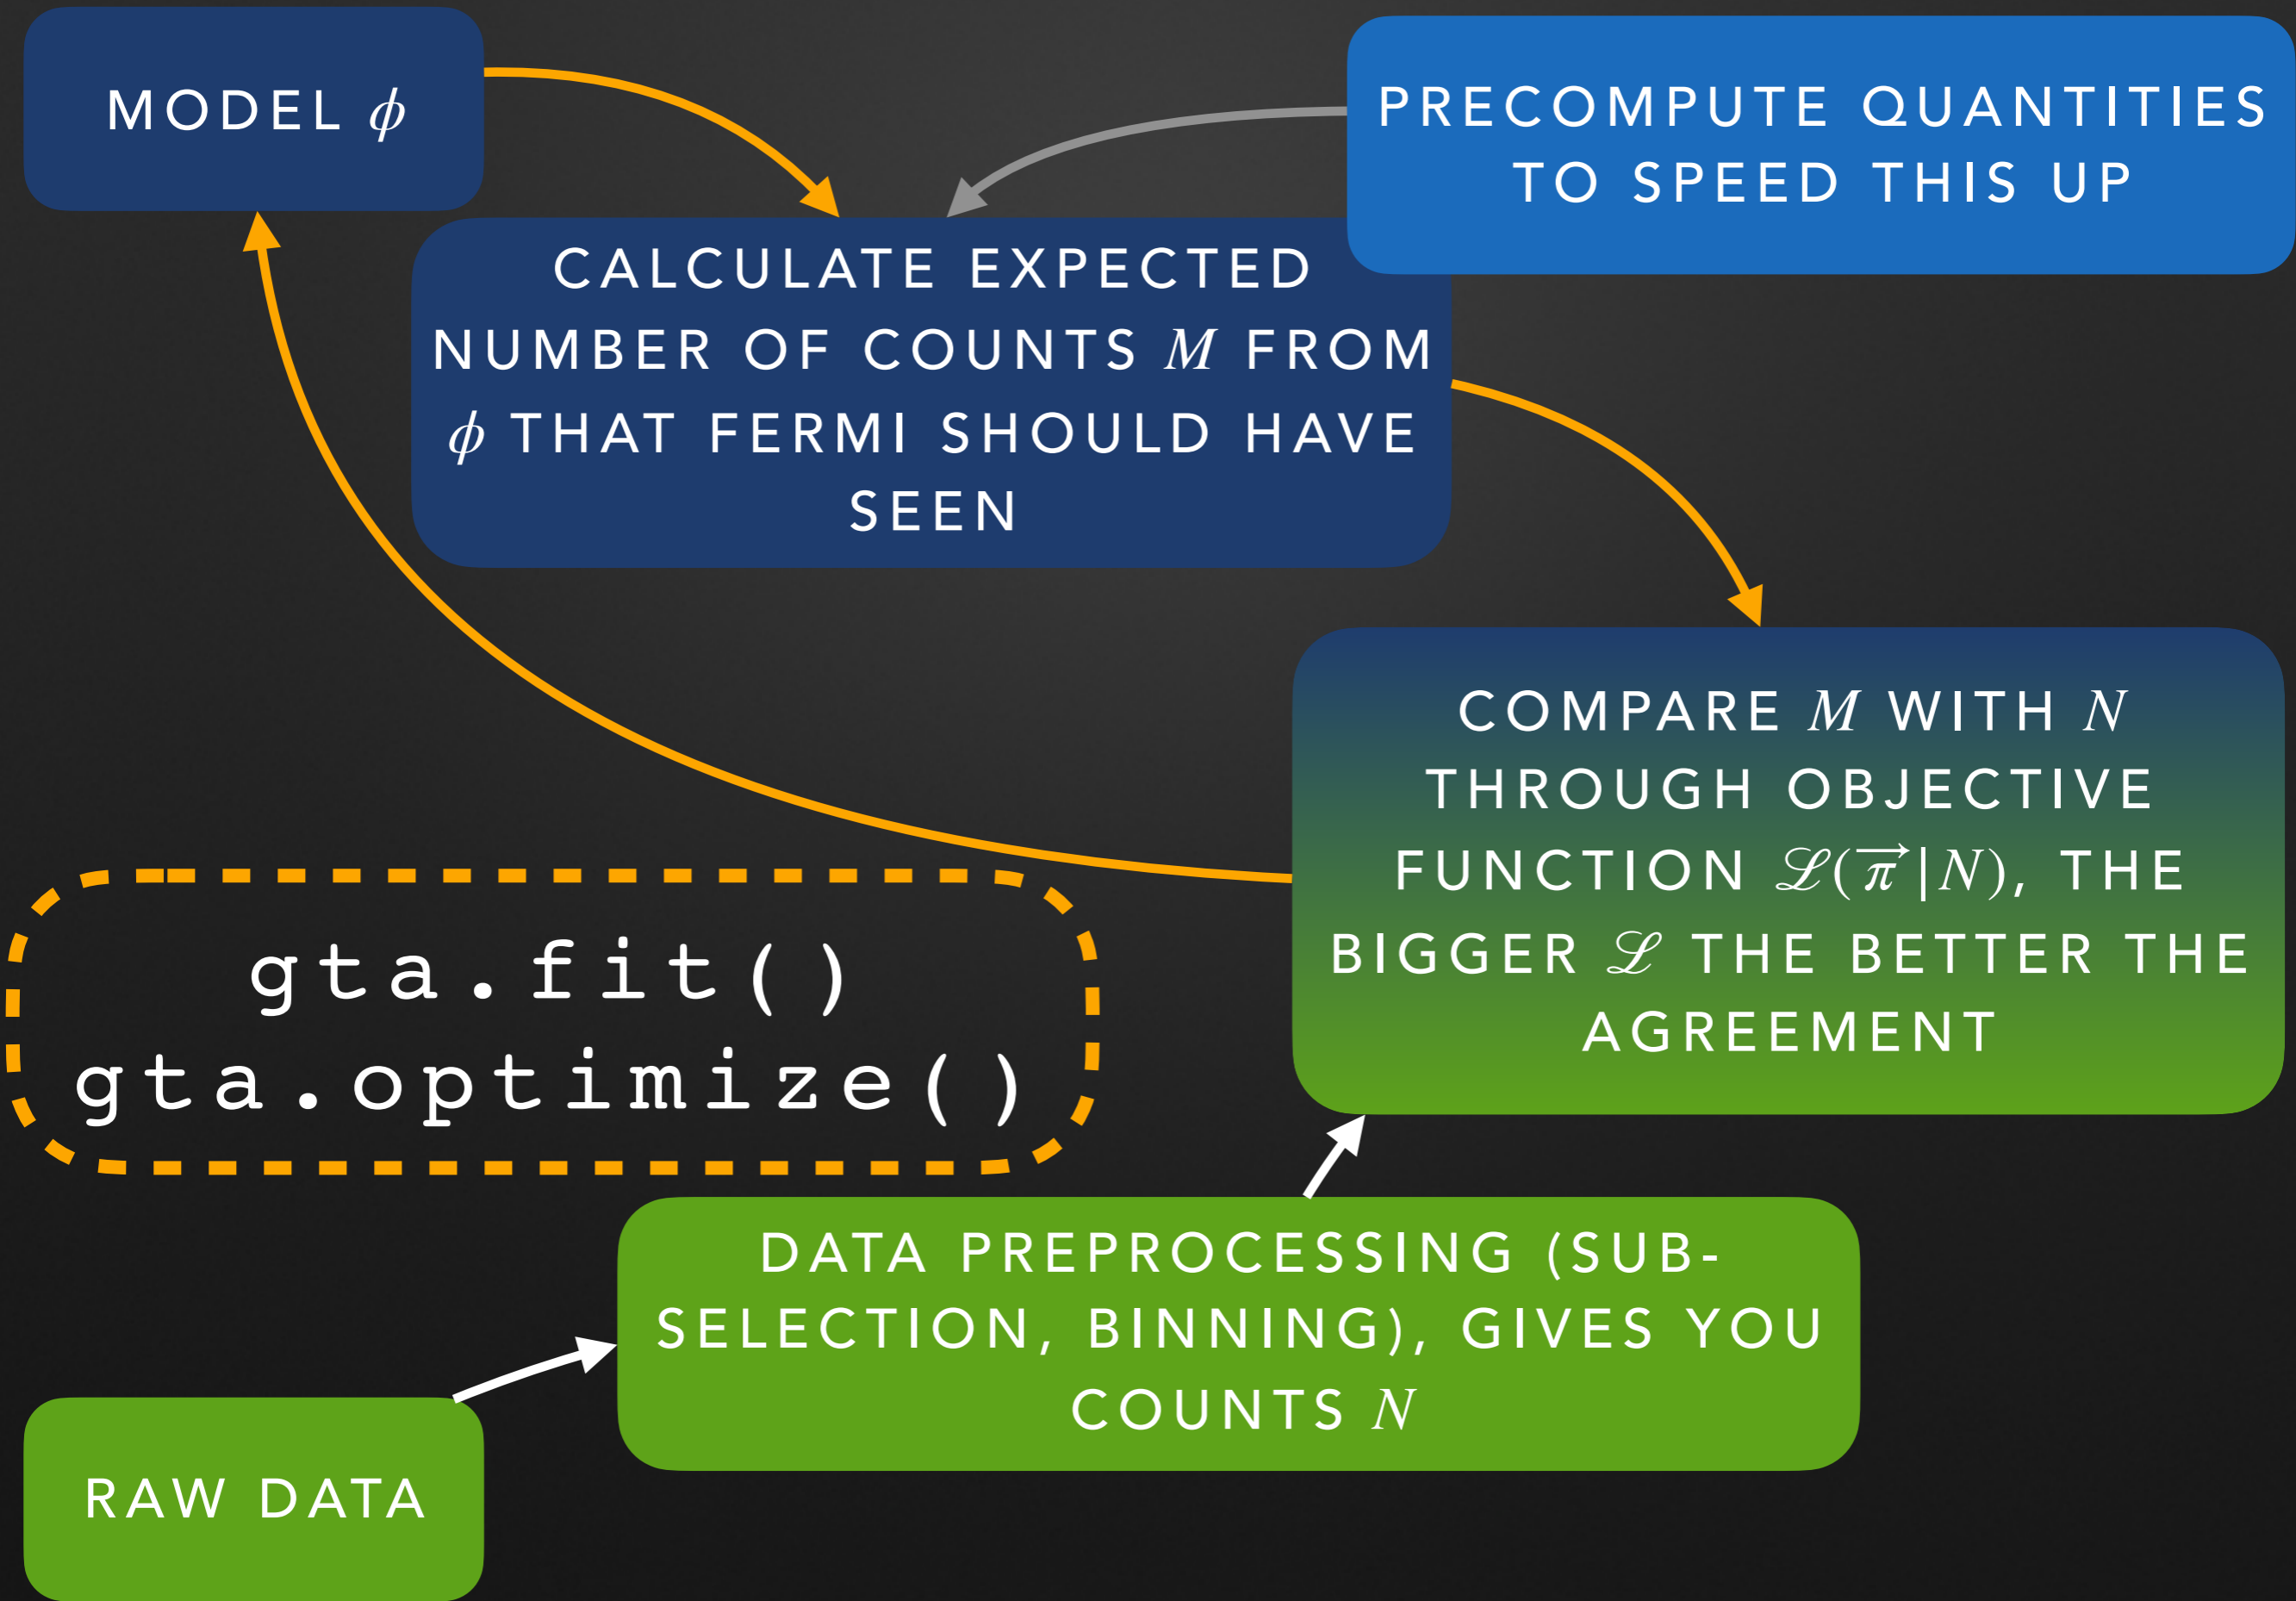 MODEL ϕ
PRECOMPUTE QUANTITIES
TO SPEED THIS UP
CALCULATE EXPECTED
NUMBER OF COUNTS M FROM
ϕ THAT FERMI SHOULD HAVE
SEEN
COMPARE M WITH N
THROUGH OBJECTIVE
FUNCTION ℒ(π⃗|N), THE
BIGGER ℒ THE BETTER THE
AGREEMENT
gta.fit()
gta.optimize()
DATA PREPROCESSING (SUB-
SELECTION, BINNING), GIVES YOU
COUNTS N
RAW DATA